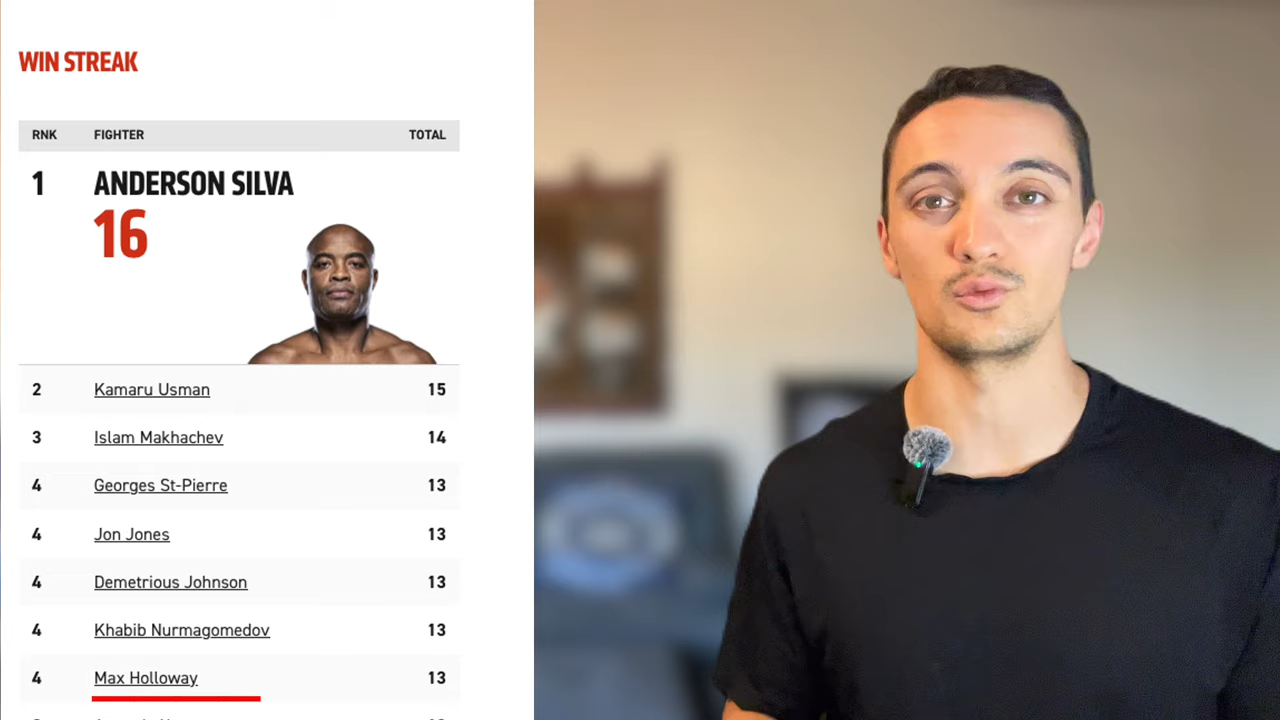 WIN STREAK
RNK FIGHTER TOTAL
1 ANDERSON SILVA
16
2 Kamaru Usman 15
3 Islam Makhachev 14
4 Georges St-Pierre 13
4 Jon Jones 13
4 Demetrious Johnson 13
4 Khabib Nurmagomedov 13
4 Max Holloway 13